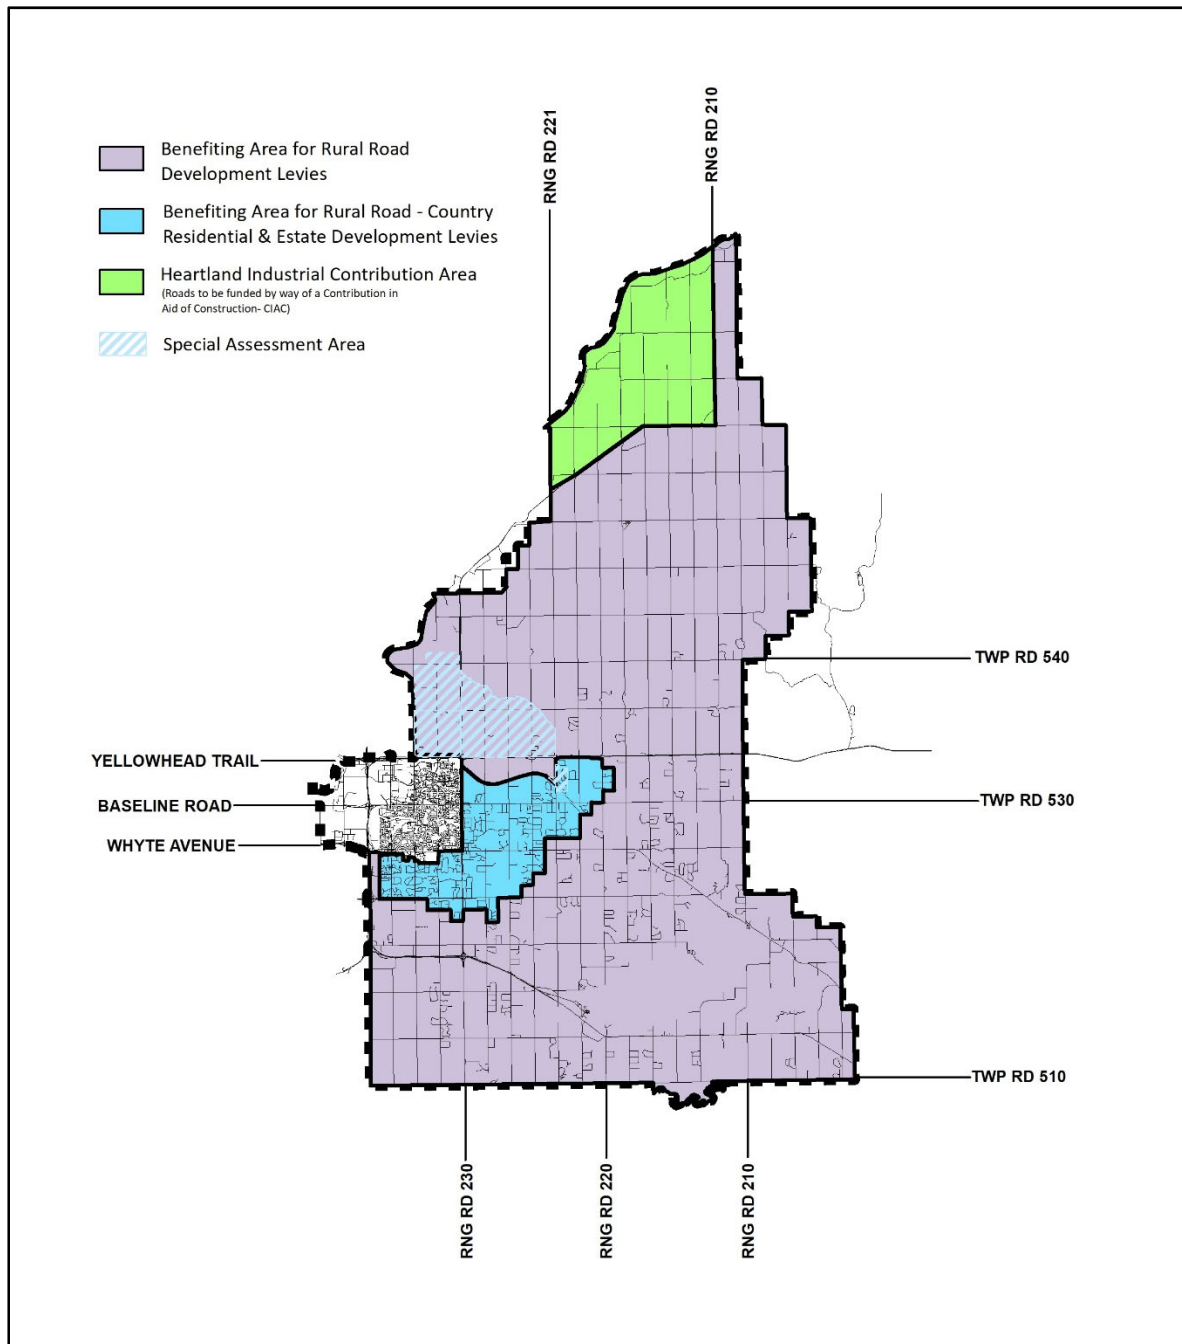 RNG RD 221
RNG RD 210
Benefiting Area for Rural Road
Development Levies
Benefiting Area for Rural Road - Country
Residential & Estate Development Levies
Heartland Industrial Contribution Area
(Roads to be funded by way of a Contribution in
Aid of Construction- CIAC)
Special Assessment Area
TWP RD 540
YELLOWHEAD TRAIL
BASELINE ROAD
TWP RD 530
WHYTE AVENUE
TWP RD 510
RNG RD 230
RNG RD 220
RNG RD 210